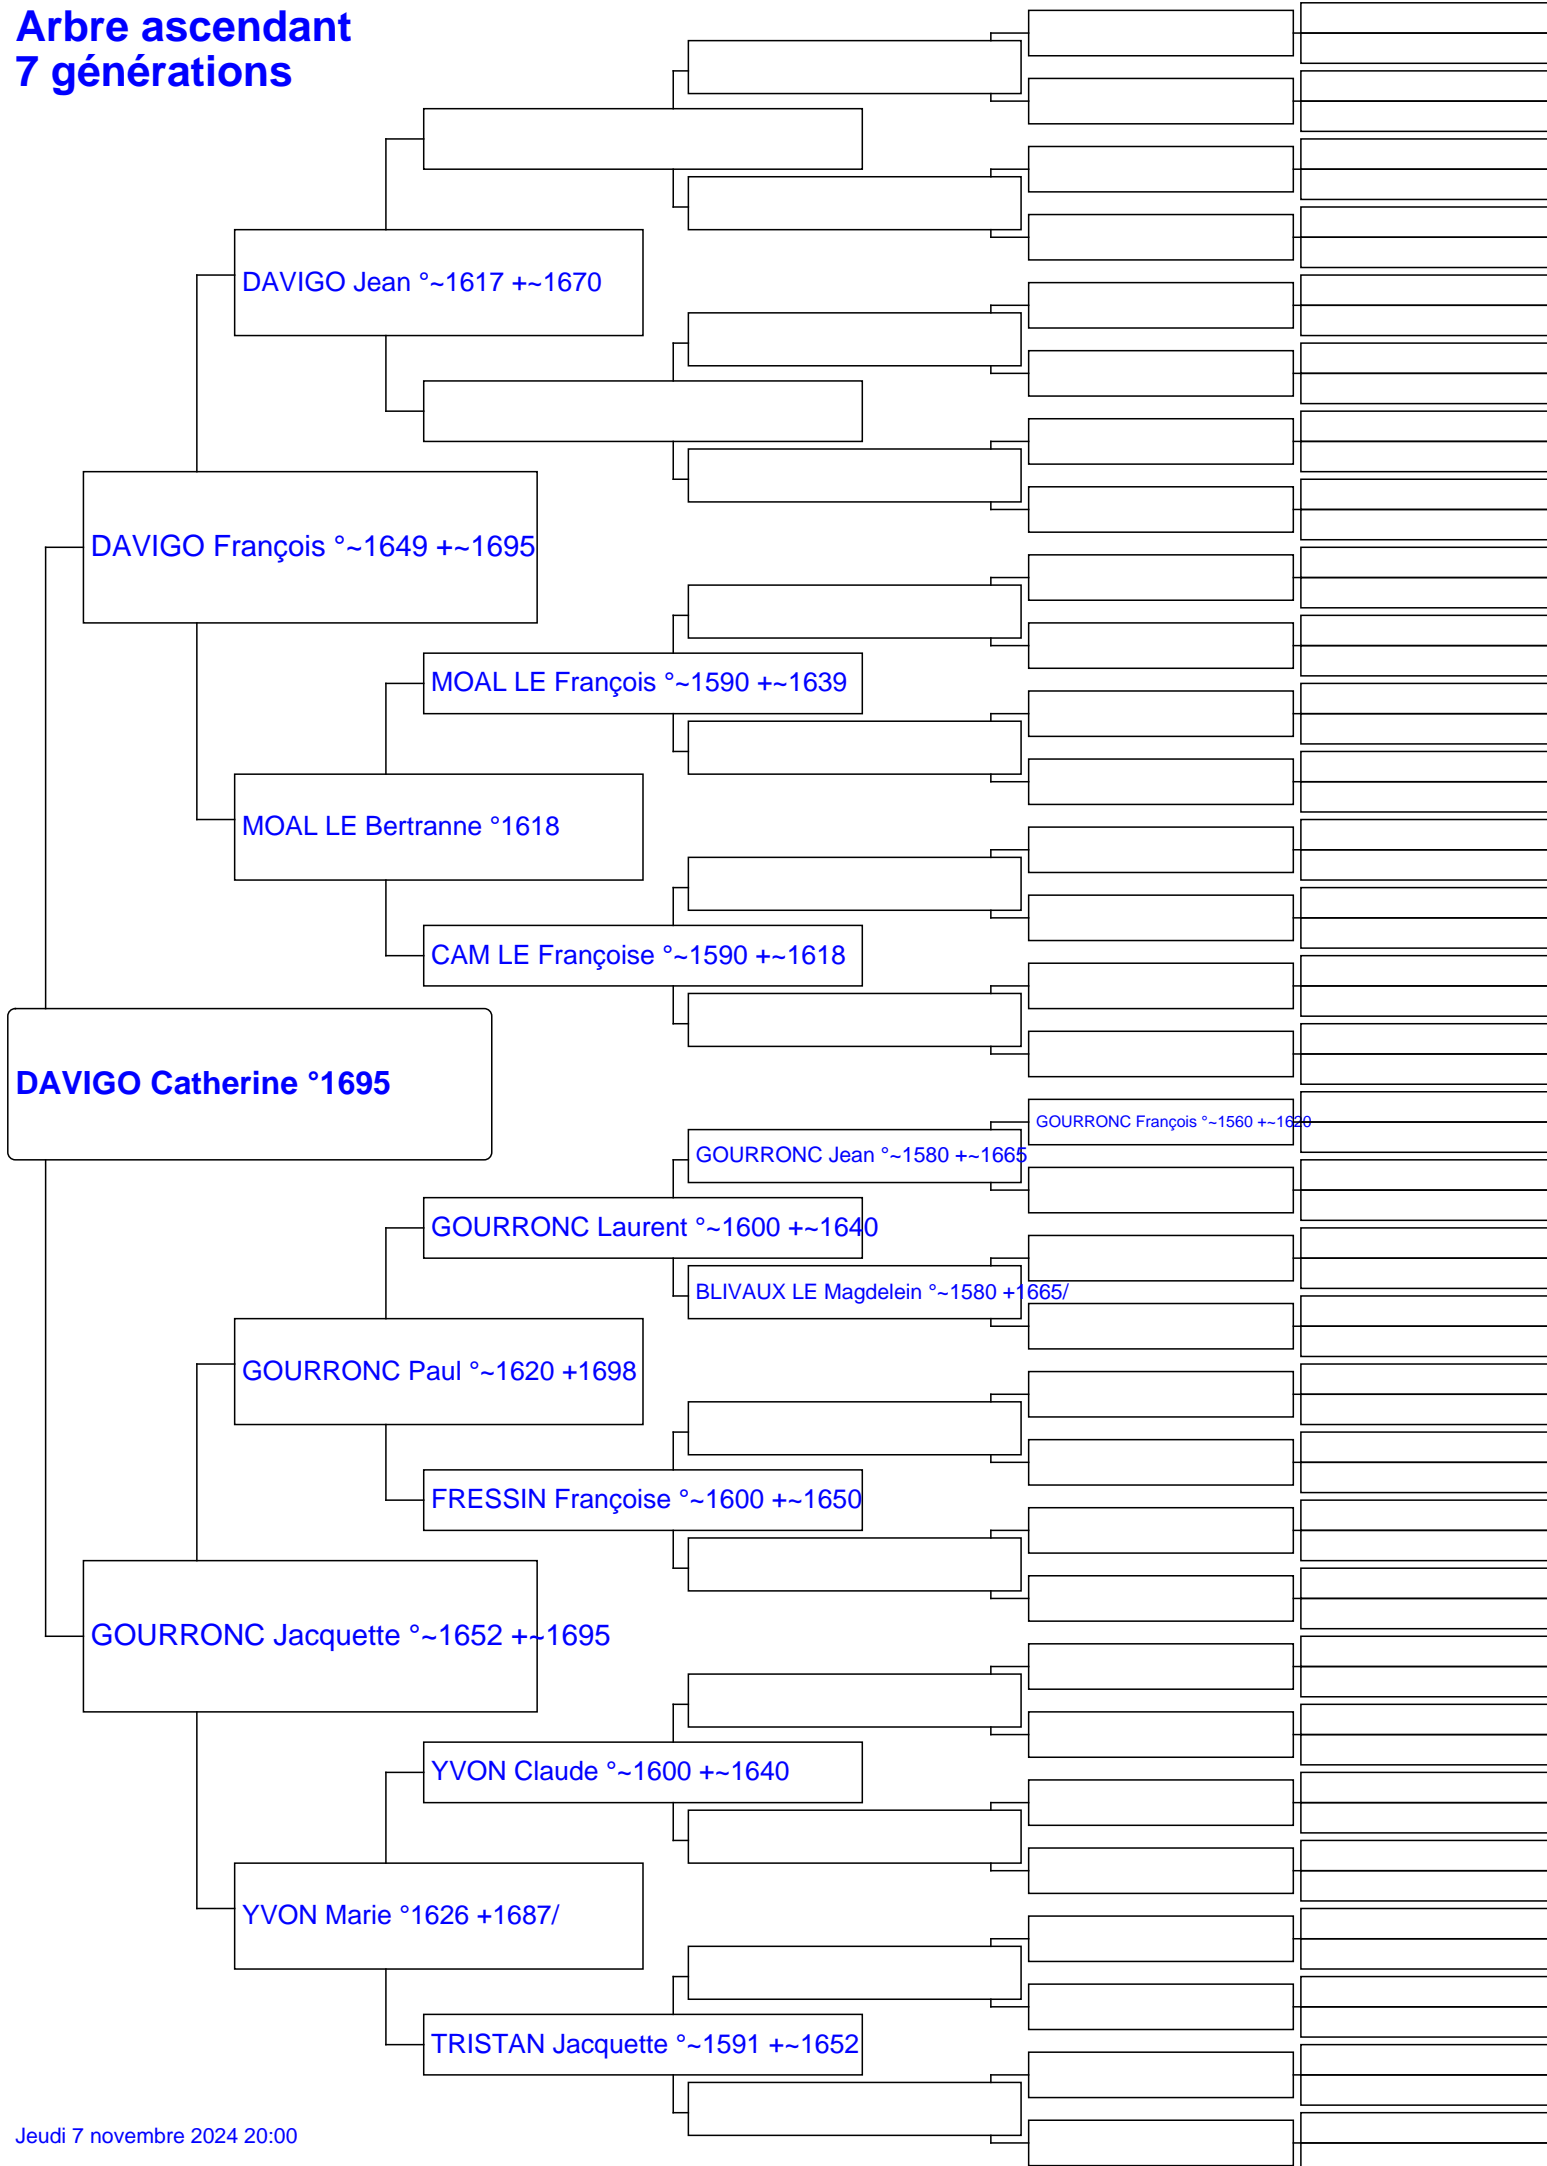 Arbre ascendant
7 générations
DAVIGO Jean °~1617 +~1670
DAVIGO François °~1649 +~1695
MOAL LE François °~1590 +~1639
MOAL LE Bertranne °1618
CAM LE Françoise °~1590 +~1618
DAVIGO Catherine °1695
GOURRONC François °~1560 +~1620
GOURRONC Jean °~1580 +~1665
GOURRONC Laurent °~1600 +~1640
BLIVAUX LE Magdelein °~1580 +1665/
GOURRONC Paul °~1620 +1698
FRESSIN Françoise °~1600 +~1650
GOURRONC Jacquette °~1652 +~1695
YVON Claude °~1600 +~1640
YVON Marie °1626 +1687/
TRISTAN Jacquette °~1591 +~1652
Jeudi 7 novembre 2024 20:00